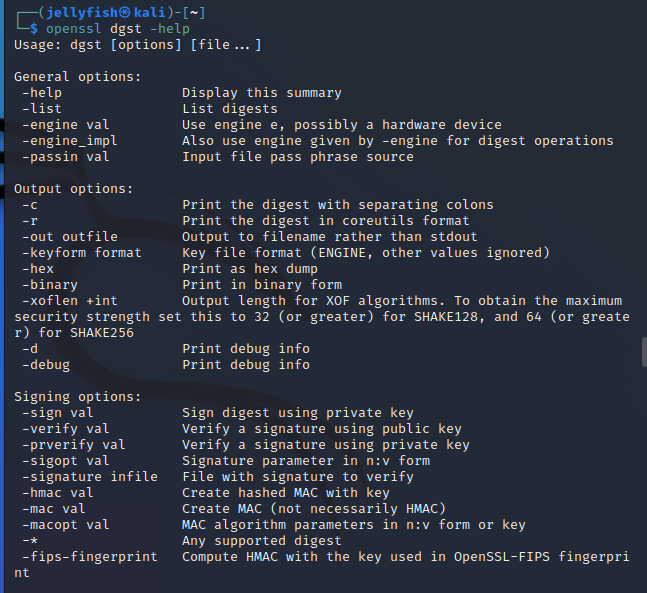 ┌──(jellyfish㉿kali)-[~]
└─$ openssl dgst -help
Usage: dgst [options] [file...]

General options:
 -help               Display this summary
 -list               List digests
 -engine val         Use engine e, possibly a hardware device
 -engine_impl        Also use engine given by -engine for digest operations
 -passin val         Input file pass phrase source

Output options:
 -c                  Print the digest with separating colons
 -r                  Print the digest in coreutils format
 -out outfile        Output to filename rather than stdout
 -keyform format     Key file format (ENGINE, other values ignored)
 -hex                Print as hex dump
 -binary             Print in binary form
 -xoflen +int        Output length for XOF algorithms. To obtain the maximum
security strength set this to 32 (or greater) for SHAKE128, and 64 (or greate
r) for SHAKE256
 -d                  Print debug info
 -debug              Print debug info

Signing options:
 -sign val           Sign digest using private key
 -verify val         Verify a signature using public key
 -prverify val       Verify a signature using private key
 -sigopt val         Signature parameter in n:v form
 -signature infile   File with signature to verify
 -hmac val           Create hashed MAC with key
 -mac val            Create MAC (not necessarily HMAC)
 -macopt val         MAC algorithm parameters in n:v form or key
 -*                  Any supported digest
 -fips-fingerprint   Compute HMAC with the key used in OpenSSL-FIPS fingerpri
nt